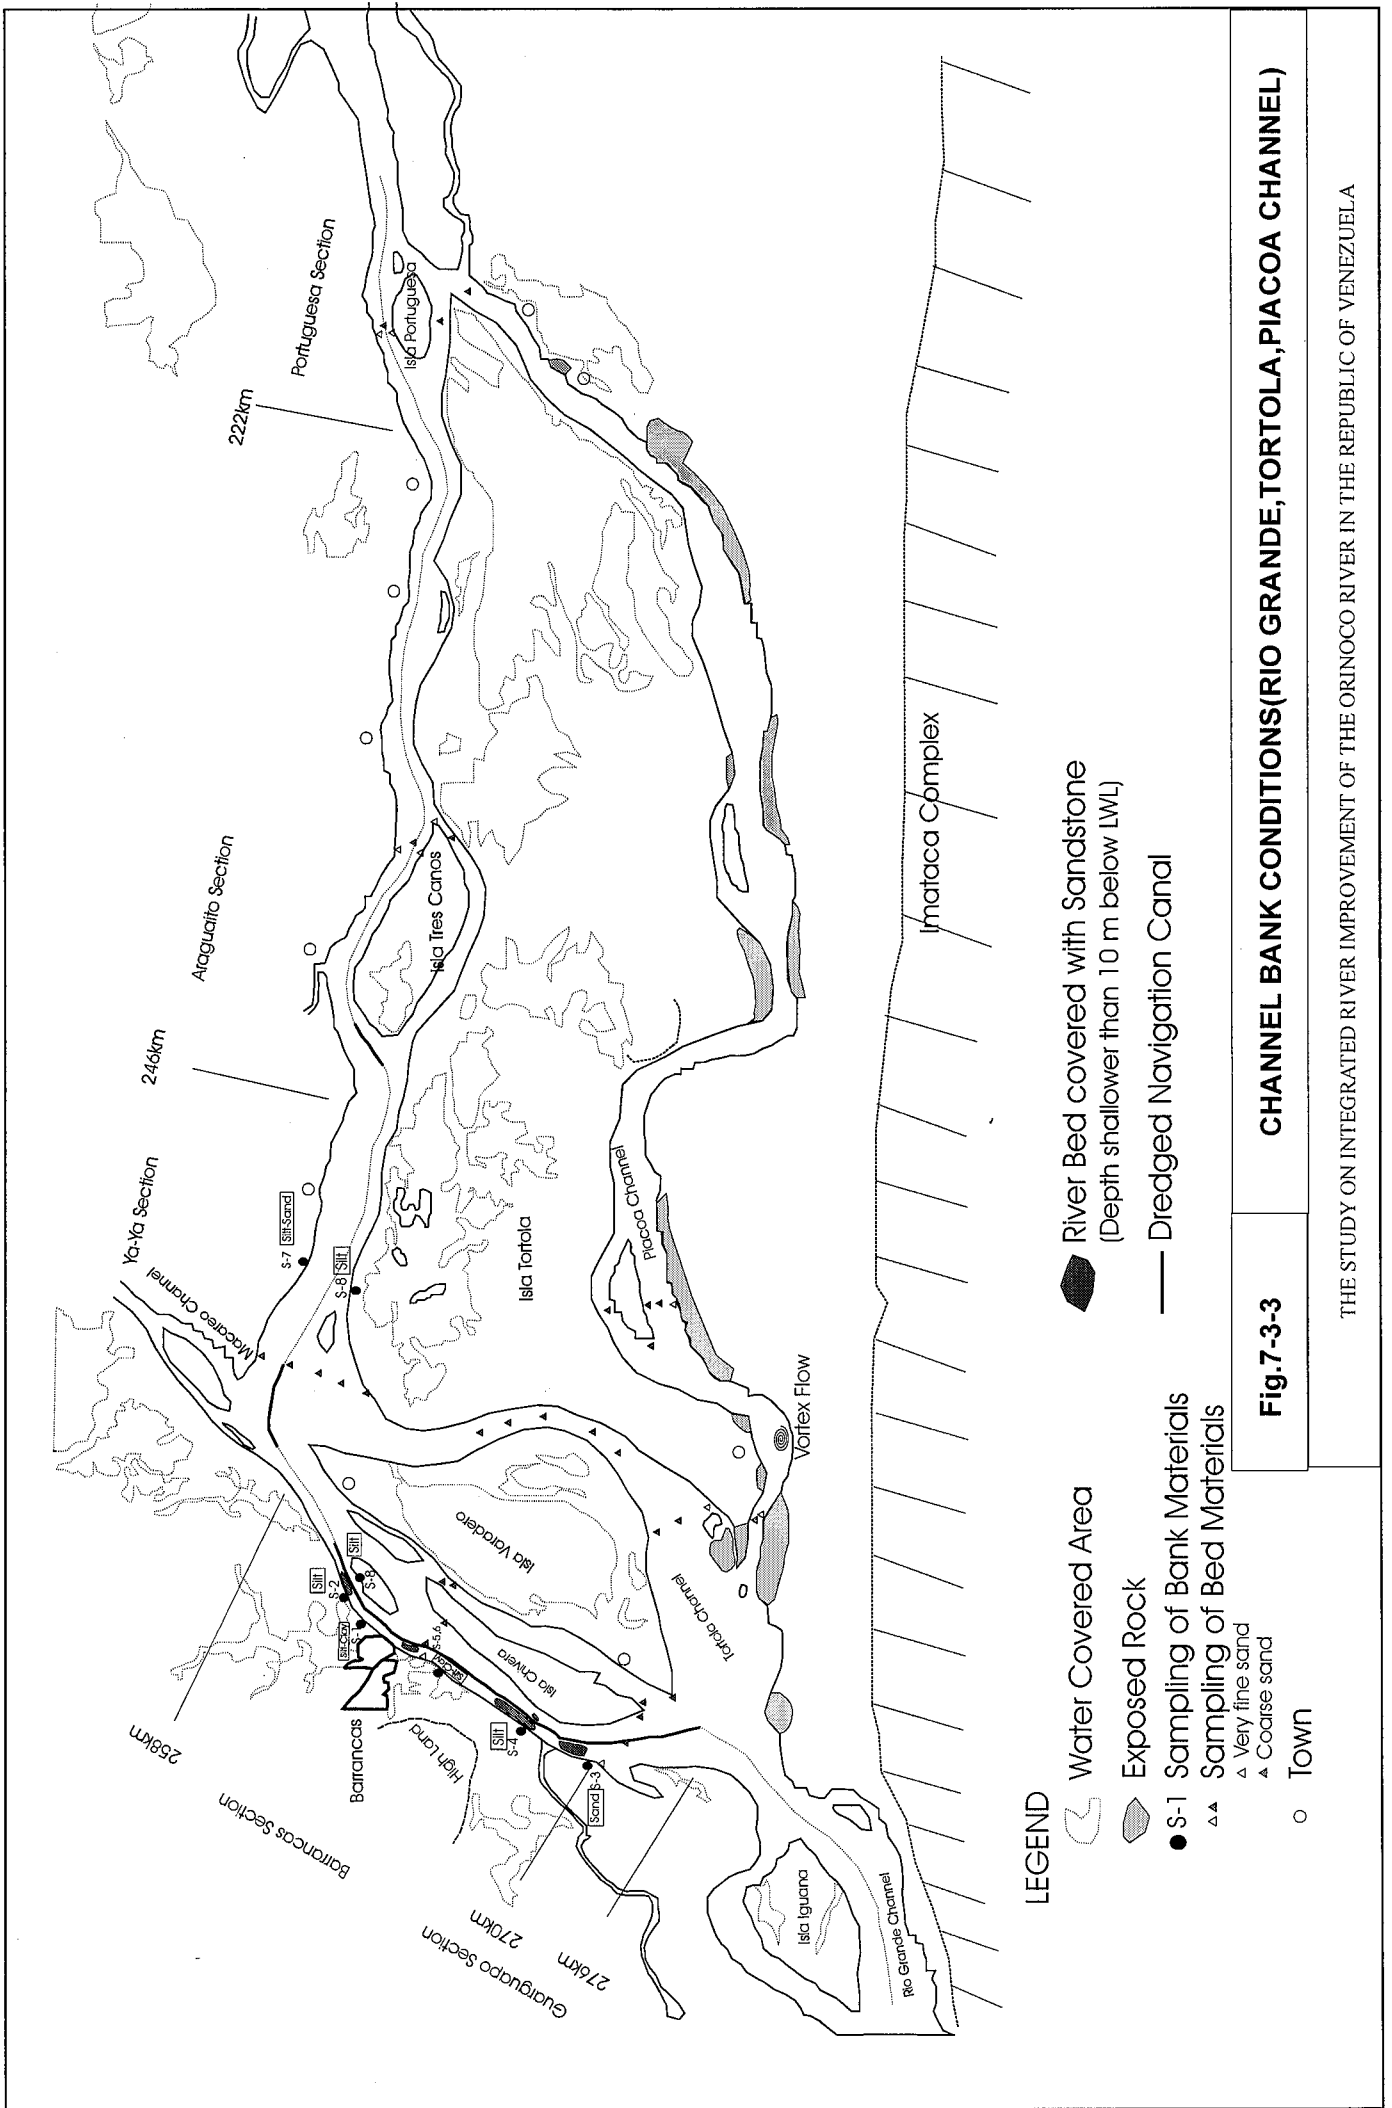 Portuguesa Section
222km
Isla Portuguesa
Araguaito Section
246km
Isla Tres Canos
Ya-Ya Section
Macareo Channel
S-7
Silt-Sand
S-8
Silt
Isla Tortola
Piacoa Channel
Vortex Flow
Imataca Complex
258km
Barrancas Section
Barrancas
High Land
Silt
S-2
Silt
S-8
Silt-Clay
S-1
S-5,6
Silt-Clay
Silt
S-4
Sand
S-3
Isla Varadero
Isla Chivera
Tortola Channel
270km
Guarguapo Section
276km
Isla Iguana
Rio Grande Channel
LEGEND
Water Covered Area
Exposed Rock
S-1 Sampling of Bank Materials
Sampling of Bed Materials
Very fine sand
Coarse sand
Town
River Bed covered with Sandstone
(Depth shallower than 10 m below LWL)
Dredged Navigation Canal
Fig.7-3-3
CHANNEL BANK CONDITIONS(RIO GRANDE,TORTOLA,PIACOA CHANNEL)
THE STUDY ON INTEGRATED RIVER IMPROVEMENT OF THE ORINOCO RIVER IN THE REPUBLIC OF VENEZUELA